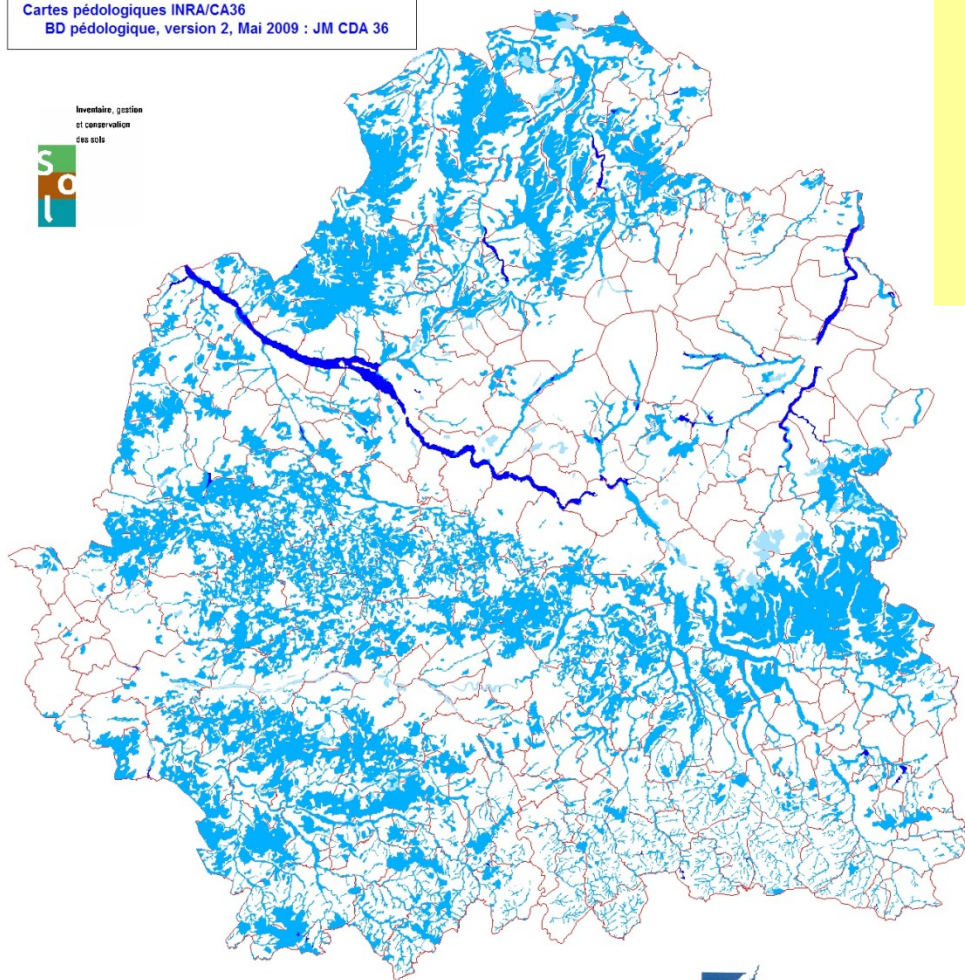 Cartes pédologiques INRA/CA36
BD pédologique, version 2, Mai 2009 : JM CDA 36
Inventaire, gestion
et conservation
des sols
S
o
l